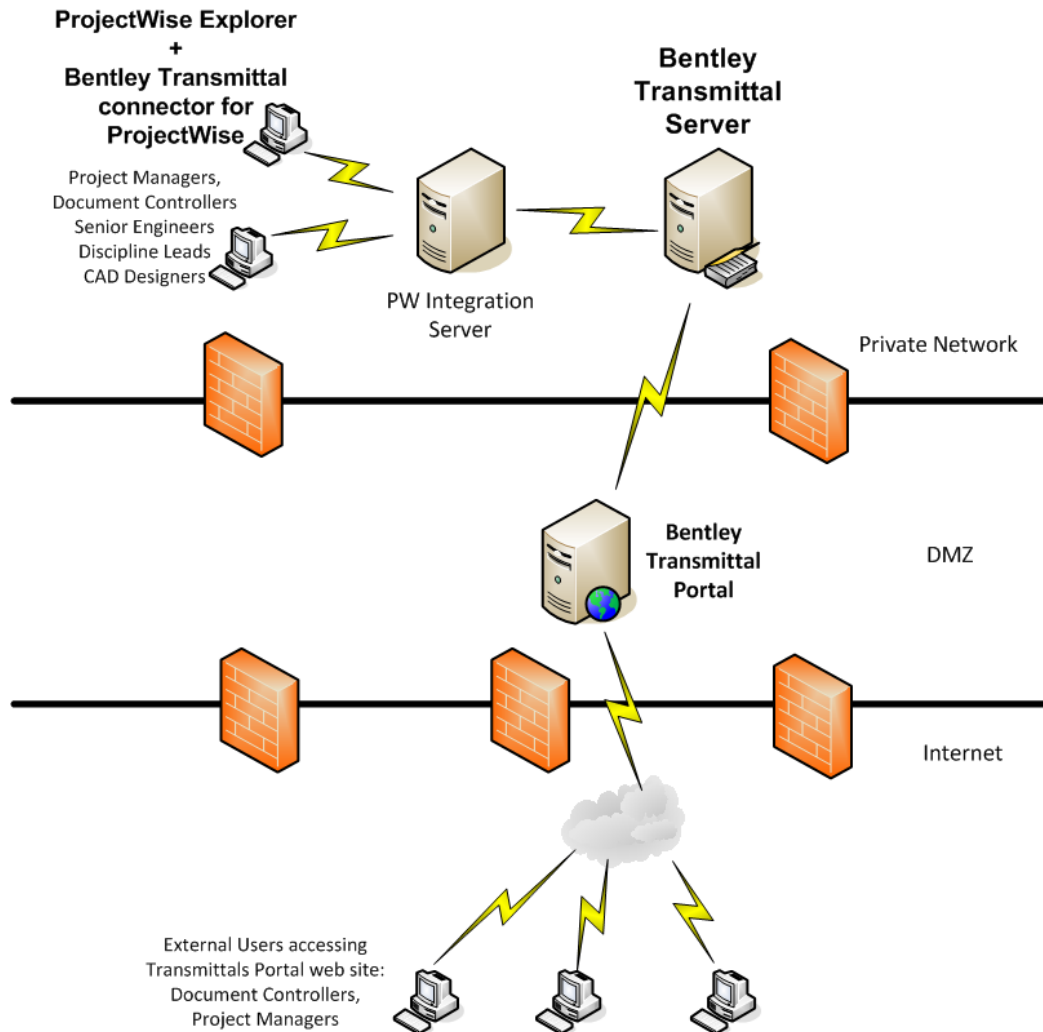 ProjectWise Explorer
+
Bentley Transmittal
connector for
ProjectWise
Project Managers,
Document Controllers
Senior Engineers
Discipline Leads
CAD Designers
Bentley
Transmittal
Server
PW Integration
Server
Private Network
Bentley
Transmittal
Portal
DMZ
Internet
External Users accessing
Transmittals Portal web site:
Document Controllers,
Project Managers